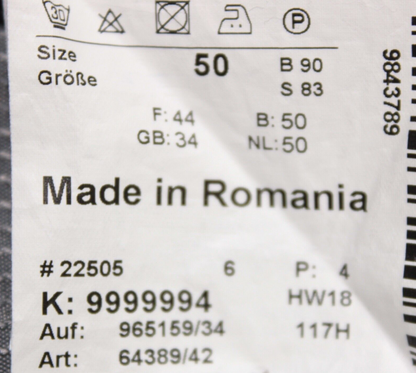 30
P
Size 50 B 90
Größe S 83
F: 44 B: 50
GB: 34 NL: 50
Made in Romania
# 22505 6 P: 4
K: 9999994 HW18
Auf: 965159/34 117H
Art: 64389/42
9843789